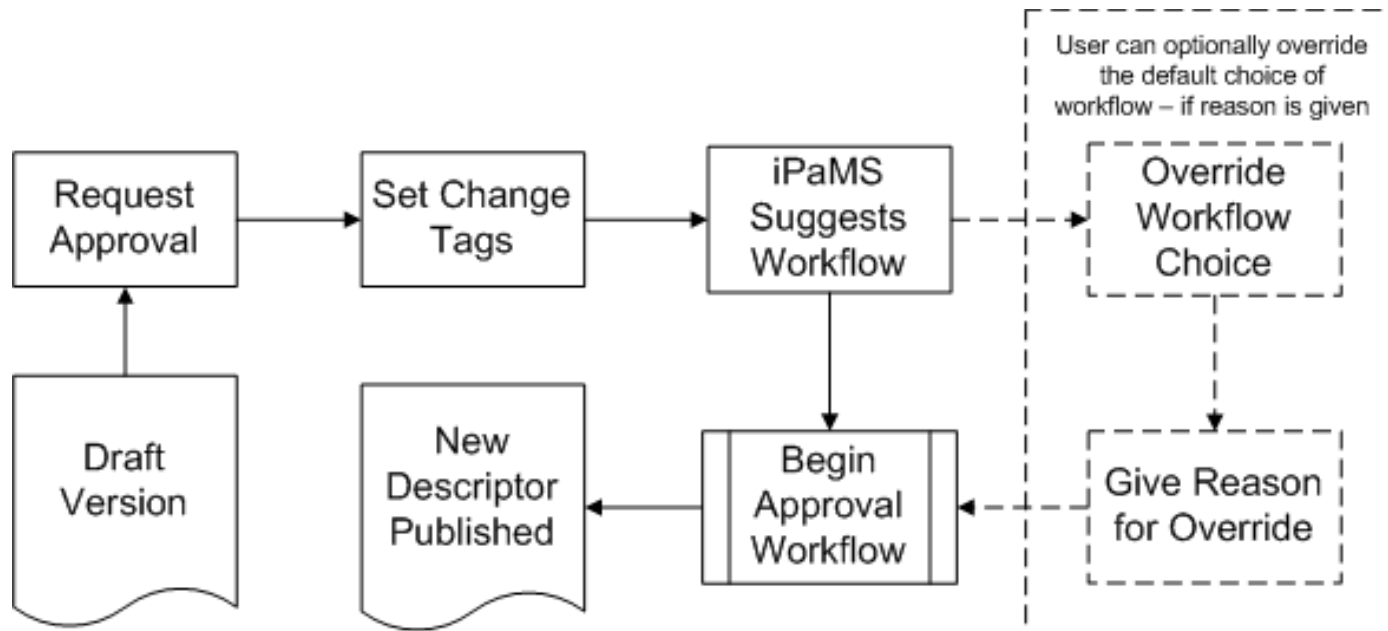 User can optionally override
the default choice of
workflow – if reason is given
Request
Approval
Set Change
Tags
iPaMS
Suggests
Workflow
Override
Workflow
Choice
Draft
Version
New
Descriptor
Published
Begin
Approval
Workflow
Give Reason
for Override